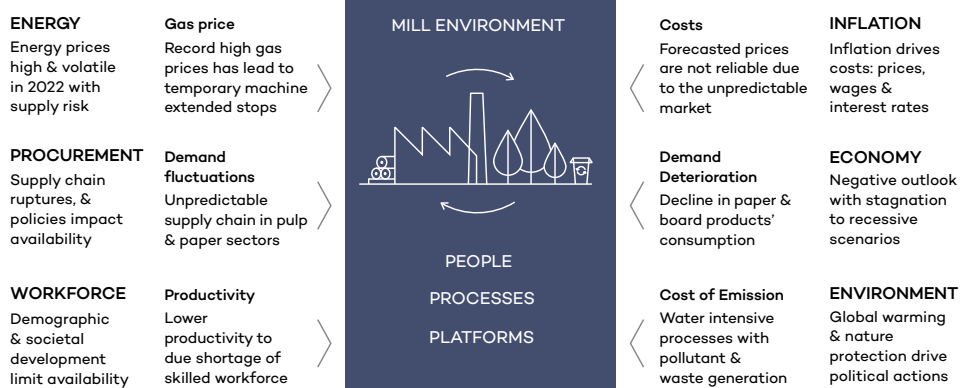 ENERGY
Energy prices
high & volatile
in 2022 with
supply risk
Gas price
Record high gas
prices has lead to
temporary machine
extended stops
PROCUREMENT
Supply chain
ruptures, &
policies impact
availability
Demand
fluctuations
Unpredictable
supply chain in pulp
& paper sectors
WORKFORCE
Demographic
& societal
development
limit availability
Productivity
Lower
productivity to
due shortage of
skilled workforce
MILL ENVIRONMENT
PEOPLE
PROCESSES
PLATFORMS
Costs
Forecasted prices
are not reliable due
to the unpredictable
market
INFLATION
Inflation drives
costs: prices,
wages &
interest rates
Demand
Deterioration
Decline in paper &
board products'
consumption
ECONOMY
Negative outlook
with stagnation
to recessive
scenarios
Cost of Emission
Water intensive
processes with
pollutant &
waste generation
ENVIRONMENT
Global warming
& nature
protection drive
political actions